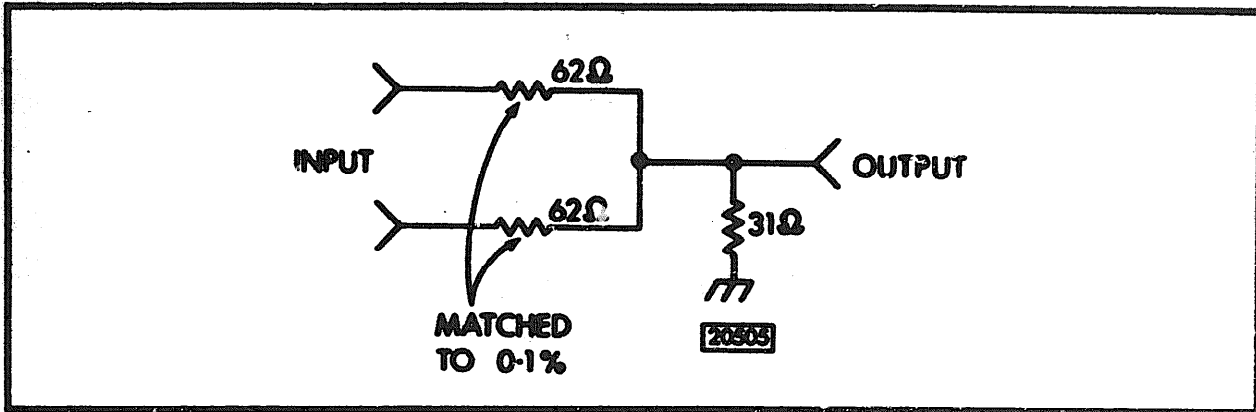 62Ω
INPUT
OUTPUT
62Ω
31Ω
MATCHED
TO 0·1%
20505